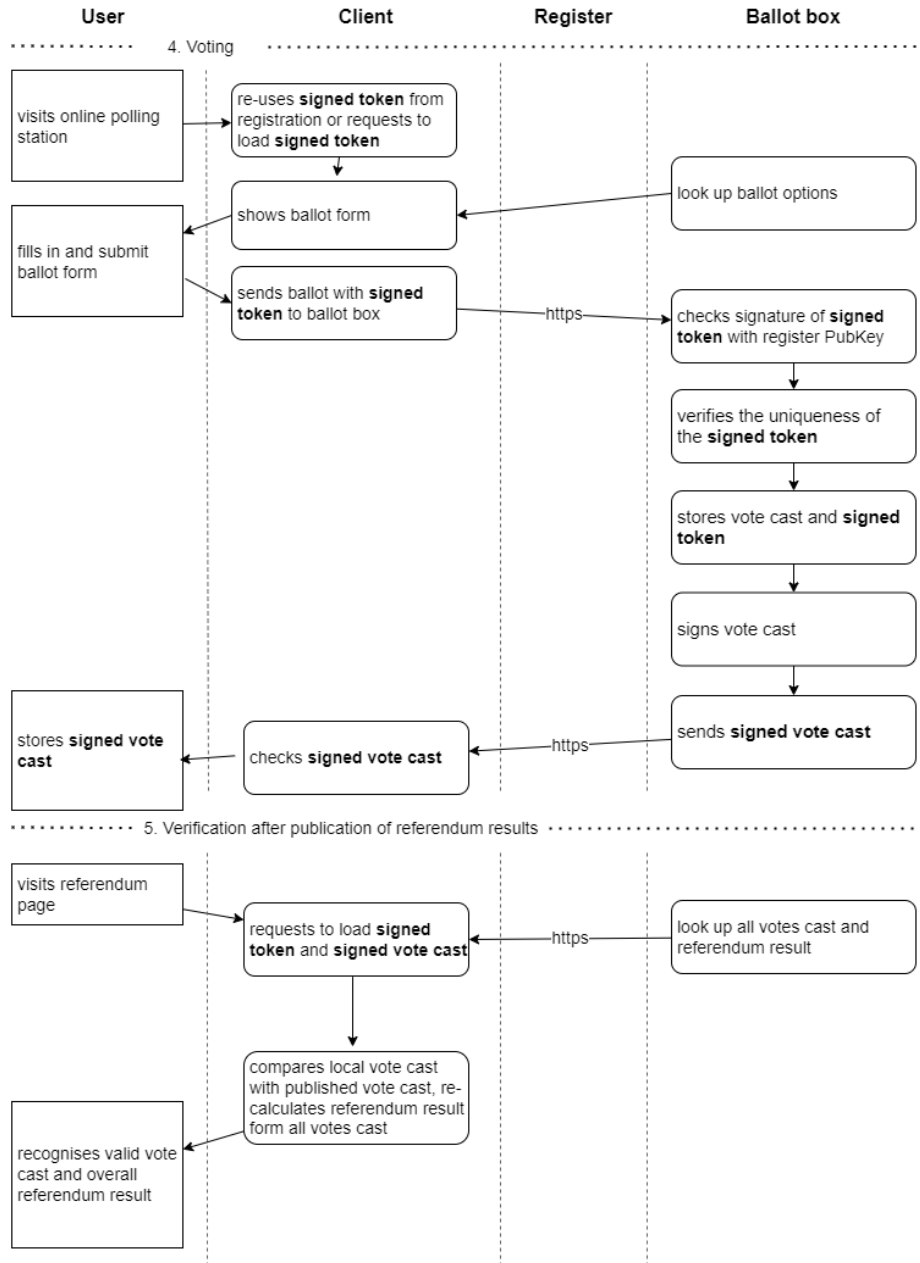 User Client Register Ballot box
4. Voting
visits online polling
station
re-uses signed token from
registration or requests to
load signed token
look up ballot options
shows ballot form
fills in and submit
ballot form
sends ballot with signed
token to ballot box
https
checks signature of signed
token with register PubKey
verifies the uniqueness of
the signed token
stores vote cast and signed
token
signs vote cast
sends signed vote cast
https
checks signed vote cast
stores signed vote
cast
5. Verification after publication of referendum results
visits referendum
page
requests to load signed
token and signed vote cast
https
look up all votes cast and
referendum result
compares local vote cast
with published vote cast, re-
calculates referendum result
form all votes cast
recognises valid vote
cast and overall
referendum result